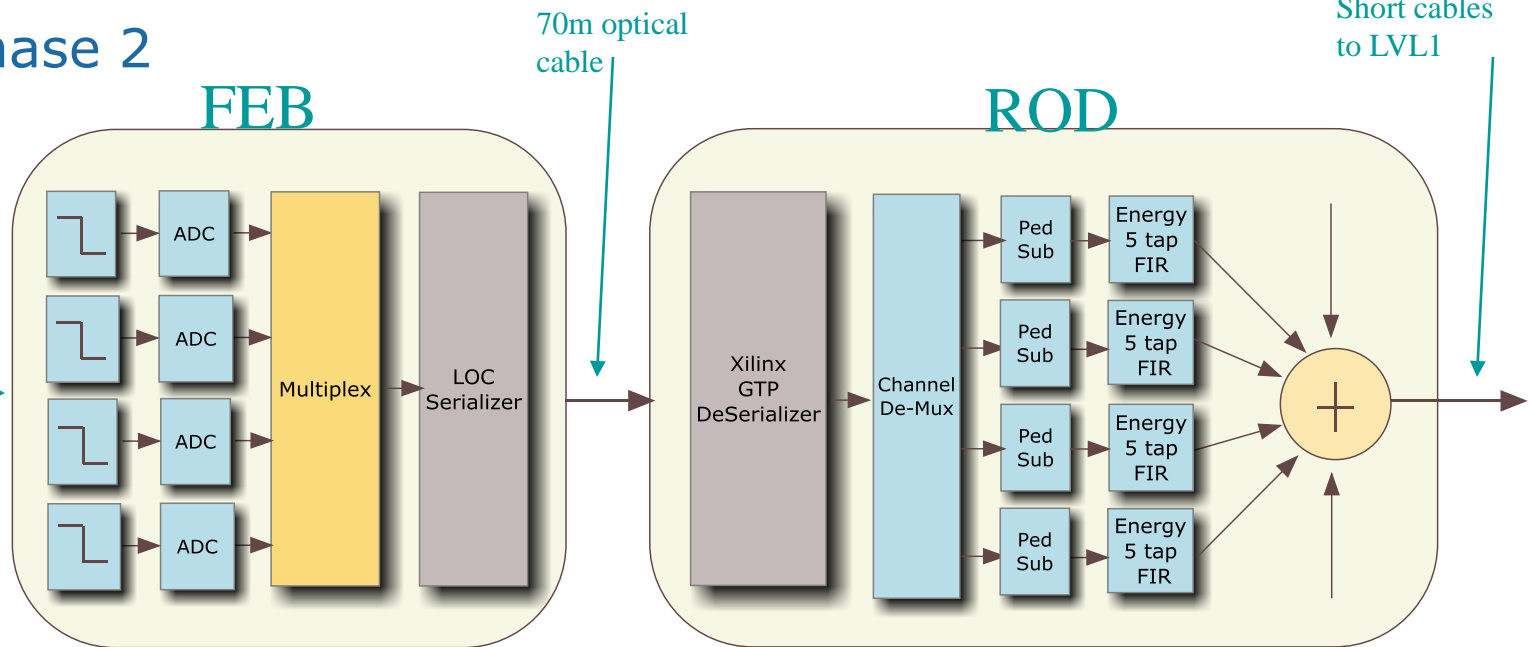 hase 2
70m optical
cable
Short cables
to LVL1
FEB
ROD
ADC
ADC
ADC
ADC
Multiplex
LOC
Serializer
Xilinx
GTP
DeSerializer
Channel
De-Mux
Ped
Sub
Energy
5 tap
FIR
Ped
Sub
Energy
5 tap
FIR
Ped
Sub
Energy
5 tap
FIR
Ped
Sub
Energy
5 tap
FIR
+